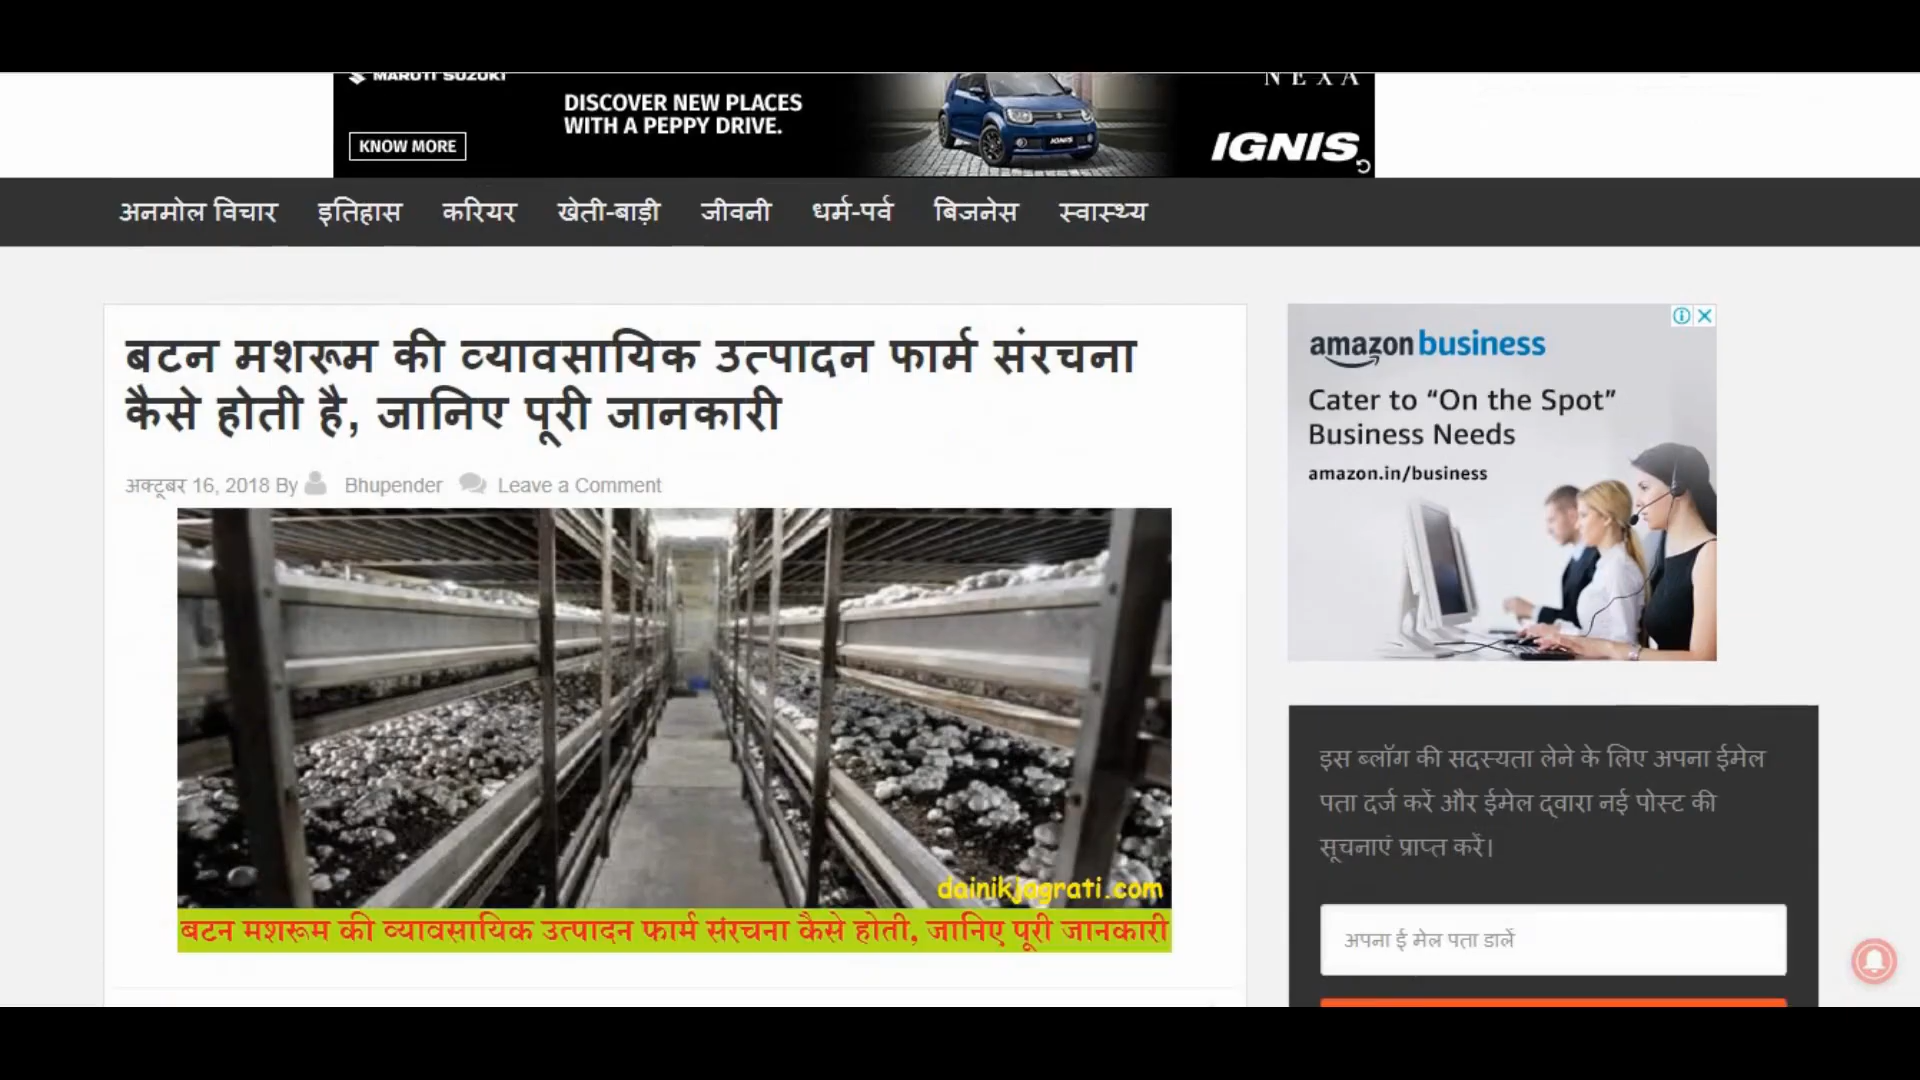 MARUTI SUZUKI
NEXA
DISCOVER NEW PLACES
WITH A PEPPY DRIVE.
KNOW MORE
IGNIS
IGNIS
अनमोल विचार इतिहास करियर खेती-बाड़ी जीवनी धर्म-पर्व बिजनेस स्वास्थ्य
बटन मशरूम की व्यावसायिक उत्पादन फार्म संरचना
कैसे होती है, जानिए पूरी जानकारी
अक्टूबर 16, 2018 By Bhupender Leave a Comment
dainikjagrati.com
बटन मशरूम की व्यावसायिक उत्पादन फार्म संरचना कैसे होती, जानिए पूरी जानकारी
amazon business
Cater to “On the Spot”
Business Needs
amazon.in/business
इस ब्लॉग की सदस्यता लेने के लिए अपना ईमेल
पता दर्ज करें और ईमेल द्वारा नई पोस्ट की
सूचनाएं प्राप्त करें।
अपना ई मेल पता डालें